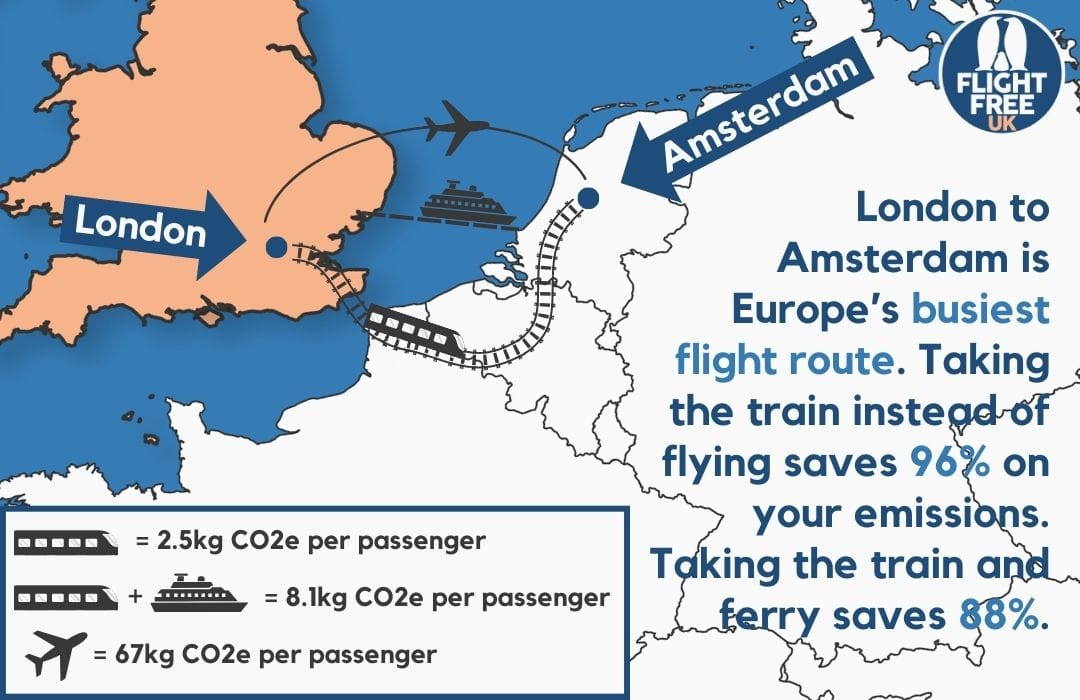 FLIGHT
FREE
UK
Amsterdam
London
London to
Amsterdam is
Europe’s busiest
flight route. Taking
the train instead of
flying saves 96% on
your emissions.
Taking the train and
ferry saves 88%.
= 2.5kg CO2e per passenger
+ = 8.1kg CO2e per passenger
= 67kg CO2e per passenger